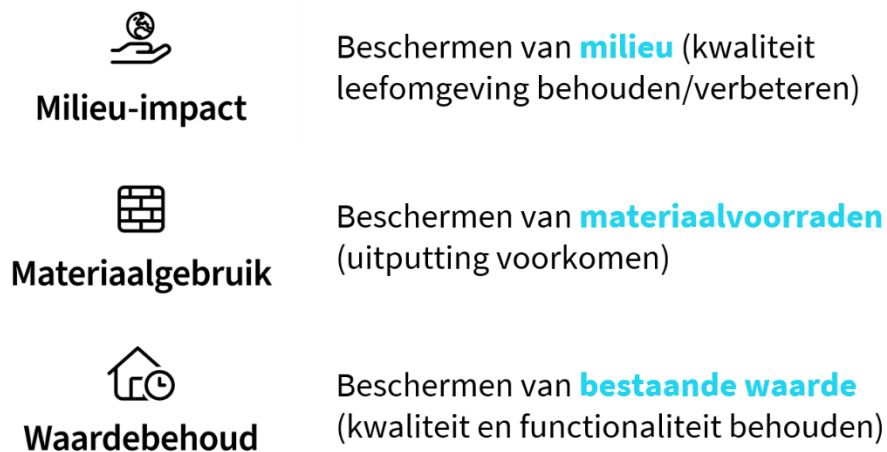 Milieu-impact
Beschermen van milieu (kwaliteit
leefomgeving behouden/verbeteren)
Materiaalgebruik
Beschermen van materiaalvoorraden
(uitputting voorkomen)
Waardebehoud
Beschermen van bestaande waarde
(kwaliteit en functionaliteit behouden)